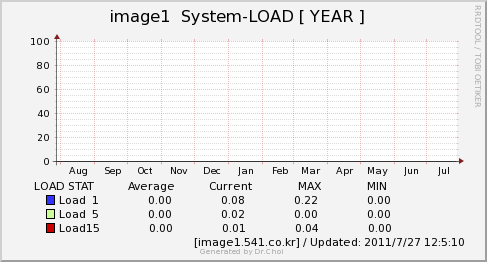 image1 System-LOAD [ YEAR ]
RRDTOOL / TOBI OETIKER
100
80
60
40
20
0
Aug Sep Oct Nov Dec Jan Feb Mar Apr May Jun Jul
LOAD STAT Average Current MAX MIN
Load 1 0.00 0.08 0.22 0.00
Load 5 0.00 0.02 0.00 0.00
Load15 0.00 0.01 0.04 0.00
[image1.541.co.kr] / Updated: 2011/7/27 12:5:10
Generated by Dr.Choi